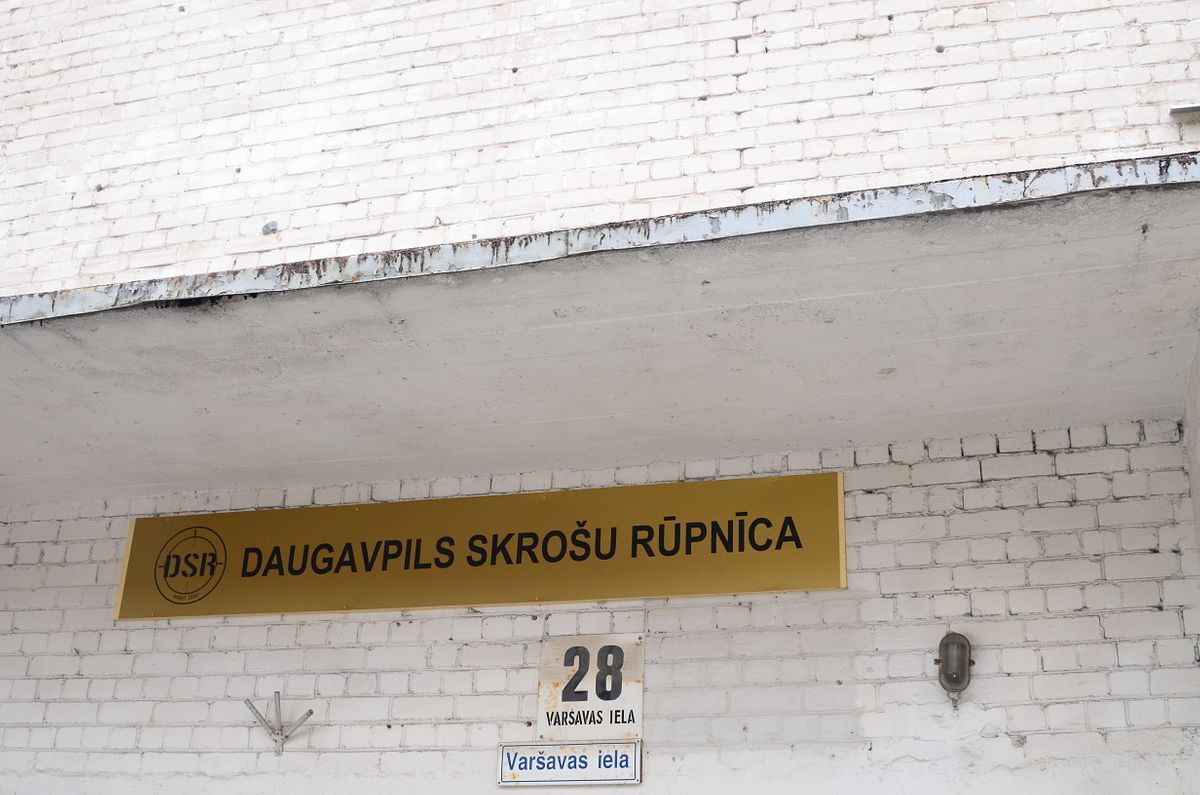 DSR
DAUGAVPILS SKROŠU RŪPNĪCA
28
VARŠAVAS IELA
Varšavas iela